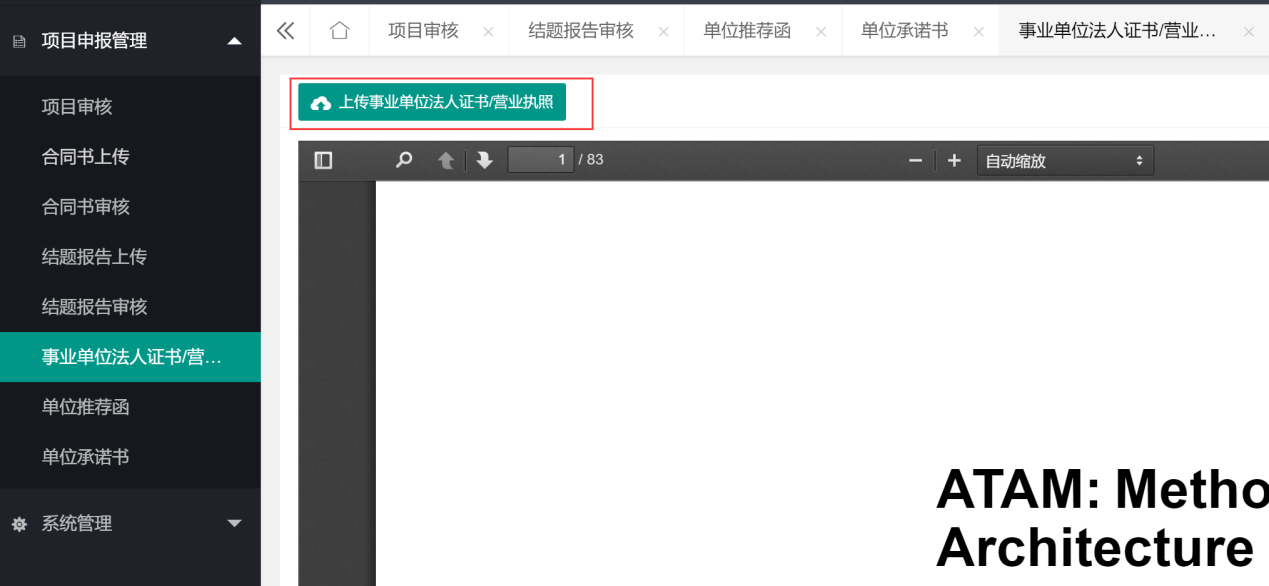 项目申报管理
项目审核
合同书上传
合同书审核
结题报告上传
结题报告审核
事业单位法人证书/营...
单位推荐函
单位承诺书
系统管理
项目审核
结题报告审核
单位推荐函
单位承诺书
事业单位法人证书/营业...
上传事业单位法人证书/营业执照
1 / 83
自动缩放
ATAM: Metho
Architecture